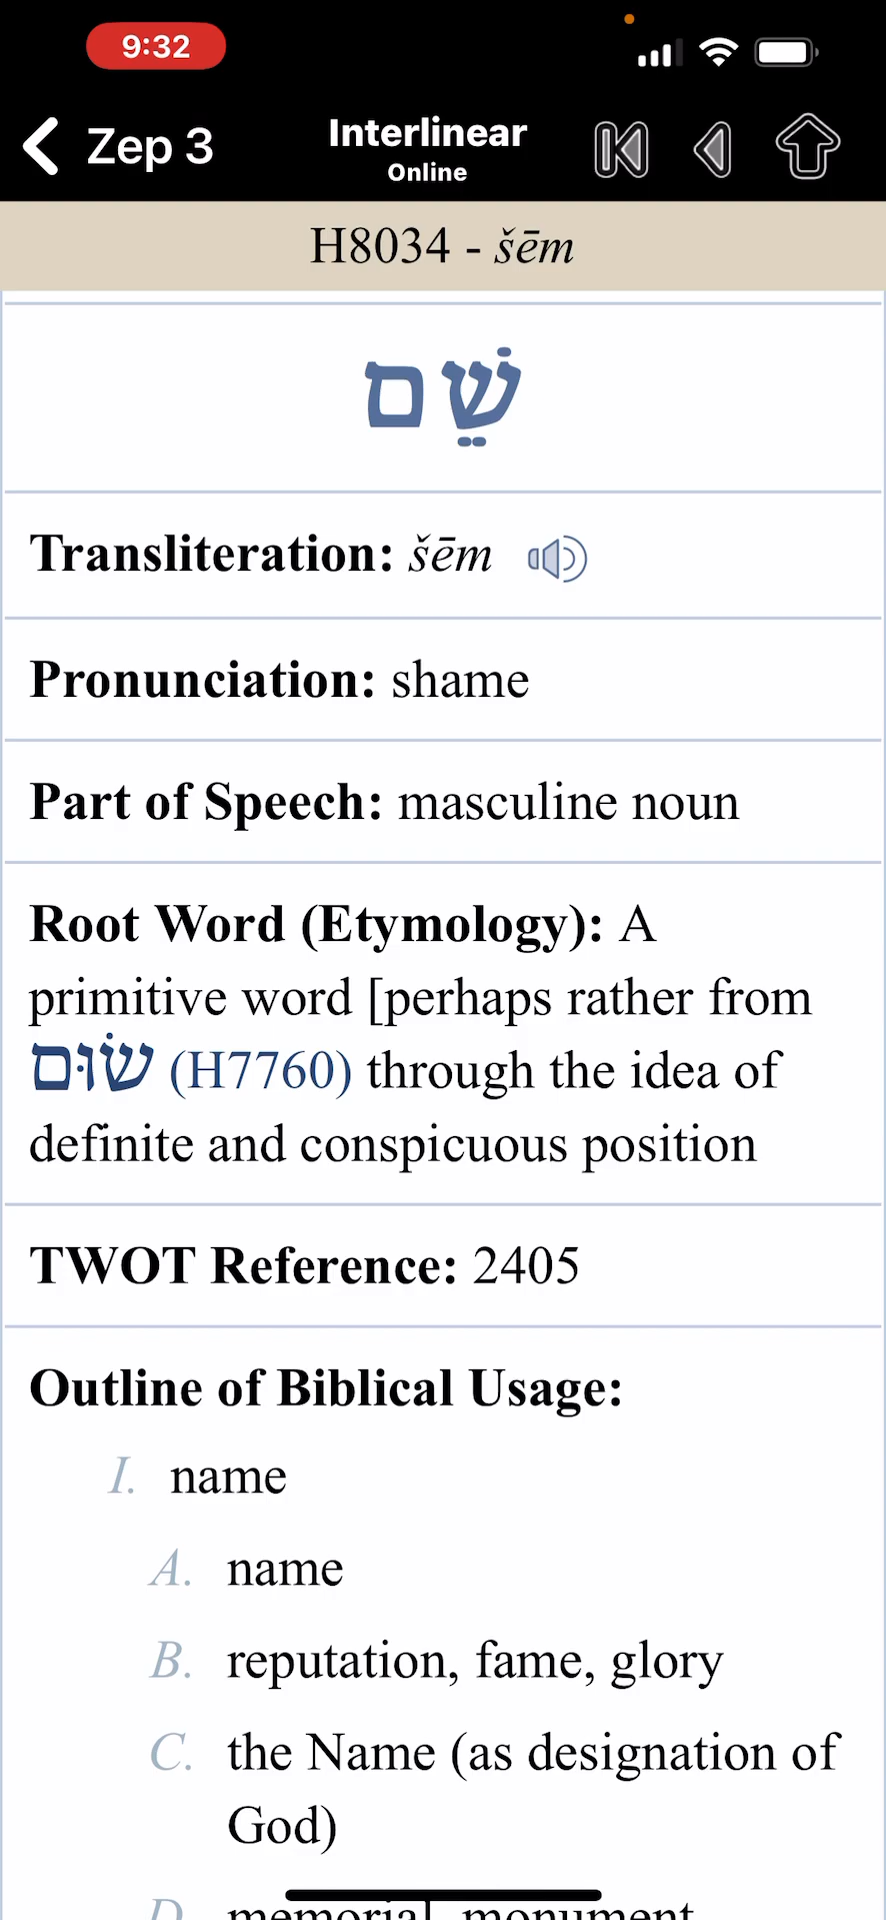 9:32
Zep 3
Interlinear
Online
H8034 - šēm
שֵׁם
Transliteration: šēm
Pronunciation: shame
Part of Speech: masculine noun
Root Word (Etymology): A
primitive word [perhaps rather from
שׂוּם (H7760) through the idea of
definite and conspicuous position
TWOT Reference: 2405
Outline of Biblical Usage:
I. name
A. name
B. reputation, fame, glory
C. the Name (as designation of
God)
D. memorial, monument